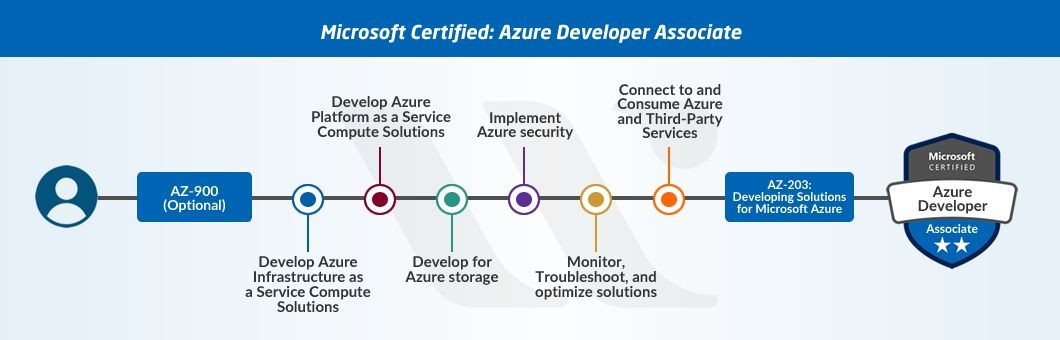 Microsoft Certified: Azure Developer Associate
AZ-900
(Optional)
Develop Azure
Infrastructure as
a Service Compute
Solutions
Develop Azure
Platform as a Service
Compute Solutions
Develop for
Azure storage
Implement
Azure security
Monitor,
Troubleshoot, and
optimize solutions
Connect to and
Consume Azure
and Third-Party
Services
AZ-203:
Developing Solutions
for Microsoft Azure
Microsoft
CERTIFIED
Azure
Developer
Associate